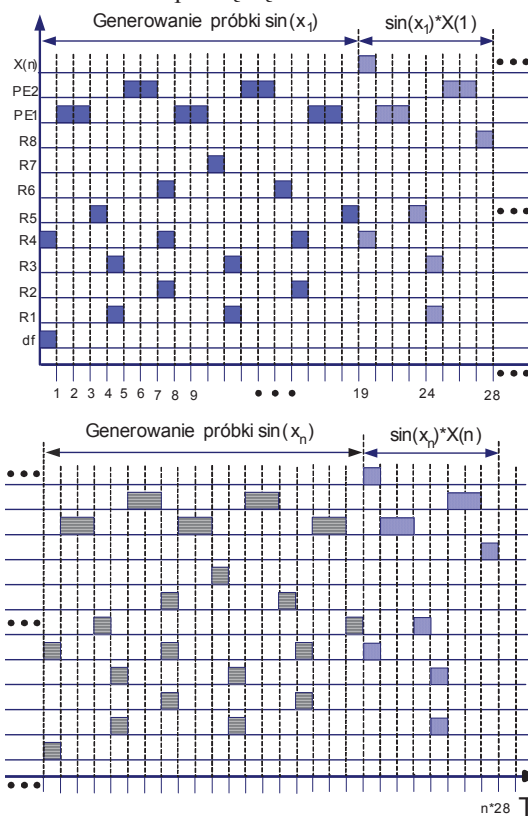 Generowanie próbki sin(x1) sin(x1)*X(1)
X(n)
PE2
PE1
R8
R7
R6
R5
R4
R3
R2
R1
df
1 2 3 4 5 6 7 8 9 19 24 28
Generowanie próbki sin(xn) sin(xn)*X(n)
n*28